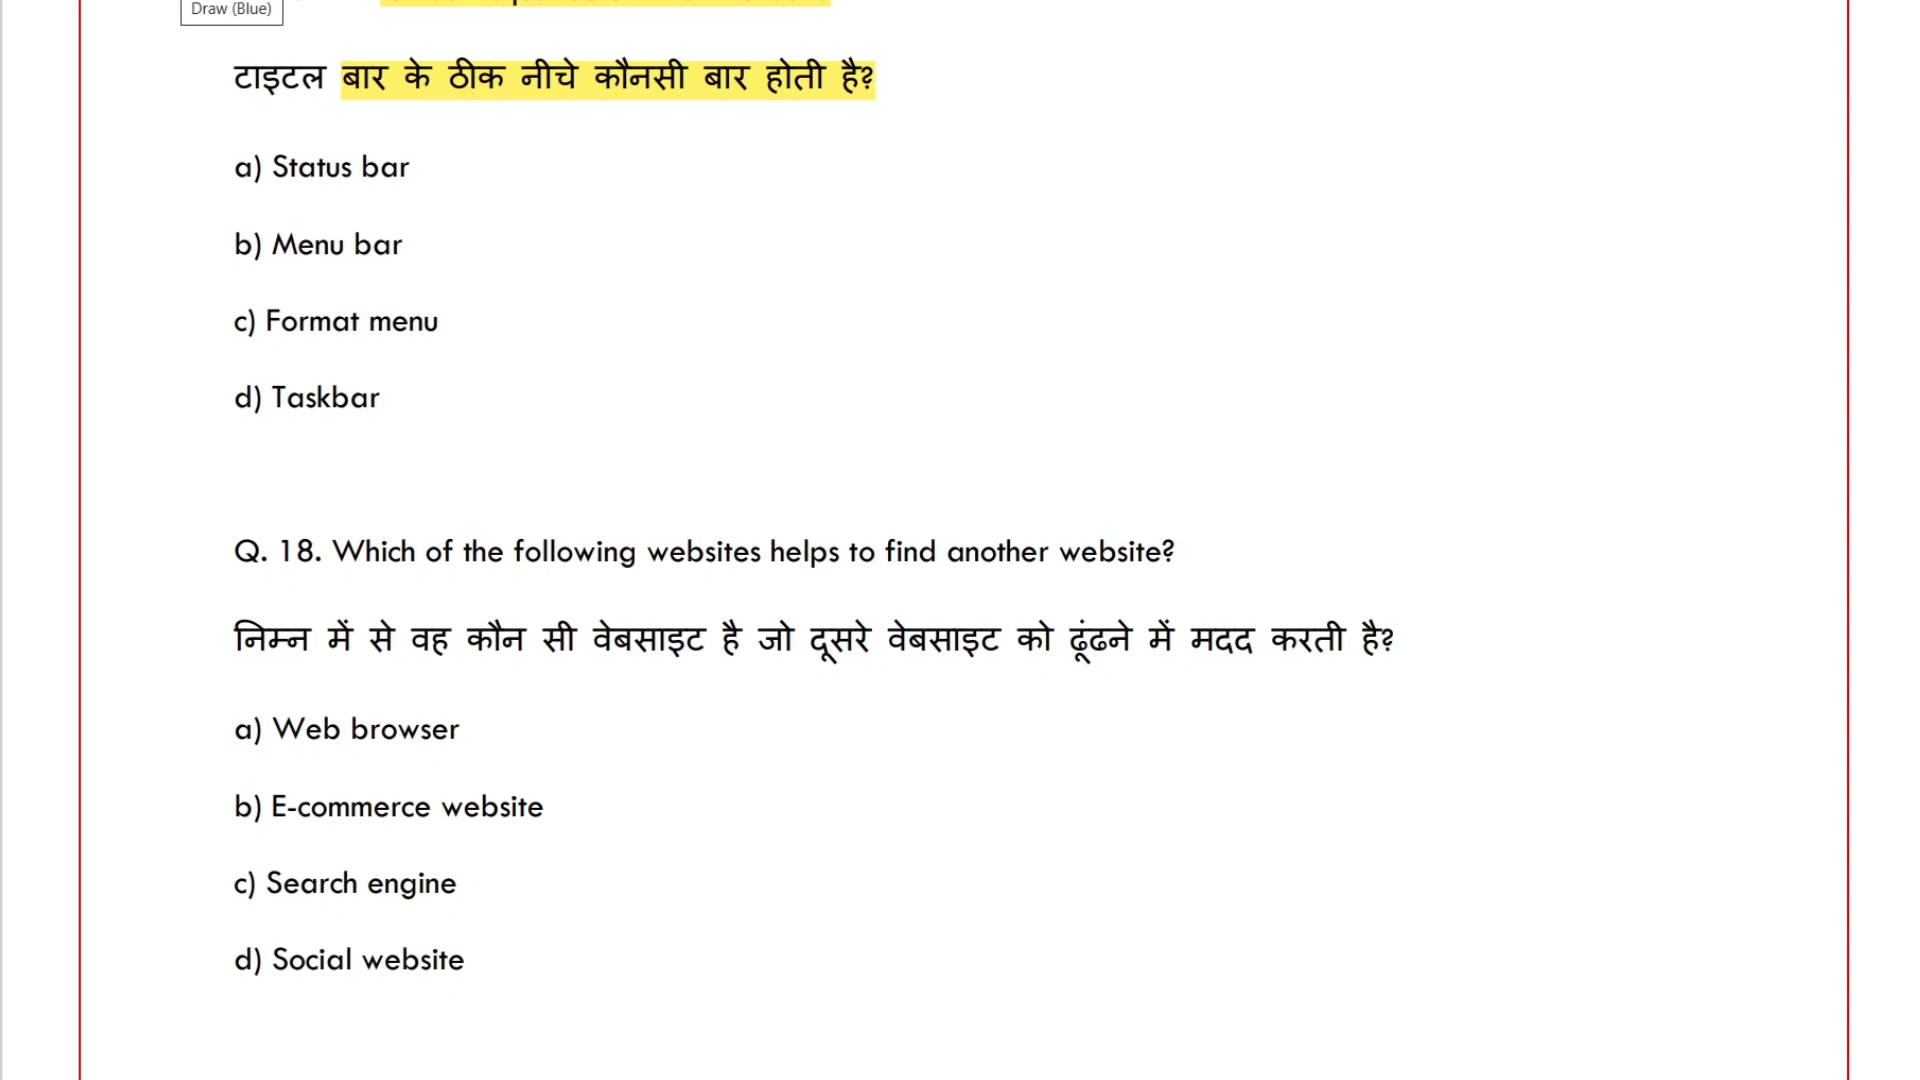 Draw (Blue)
टाइटल बार के ठीक नीचे कौनसी बार होती है?
a) Status bar
b) Menu bar
c) Format menu
d) Taskbar
Q. 18. Which of the following websites helps to find another website?
निम्न में से वह कौन सी वेबसाइट है जो दूसरे वेबसाइट को ढूंढने में मदद करती है?
a) Web browser
b) E-commerce website
c) Search engine
d) Social website